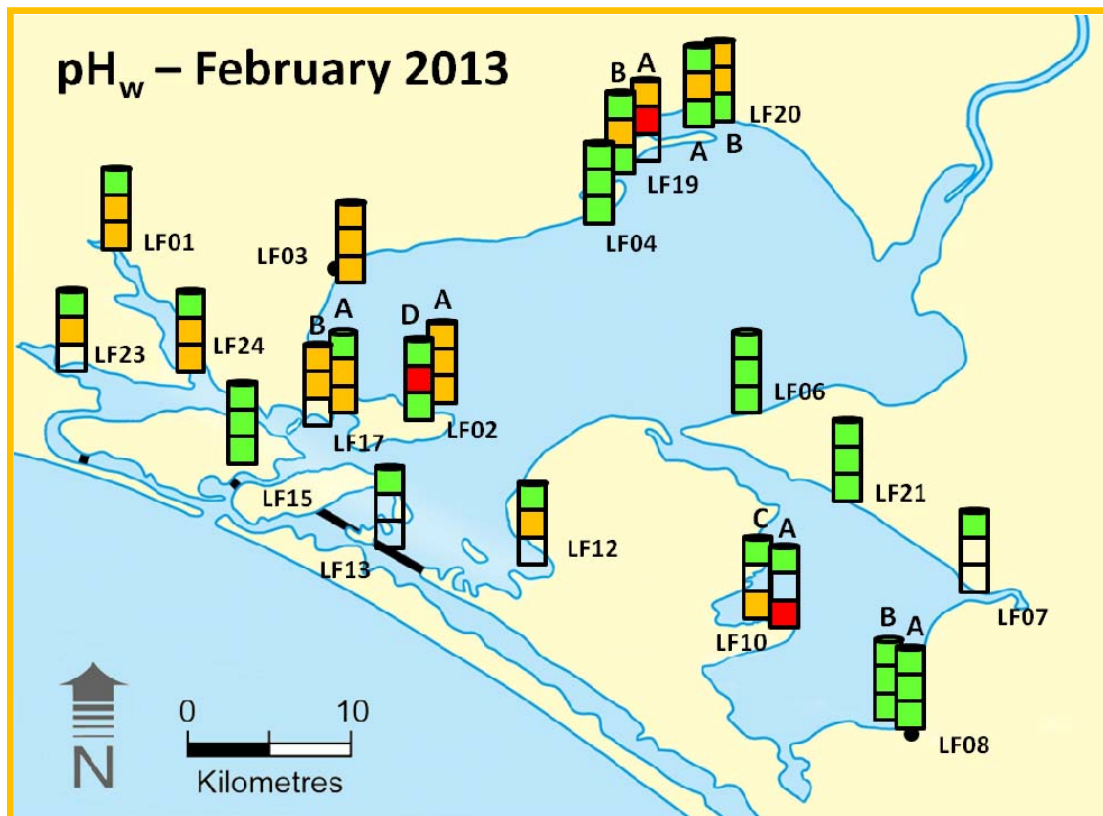 pHw – February 2013
A
B
LF20
A B
LF19
LF04
LF01
LF03
A
B
D
A
LF23
LF24
LF06
LF17
LF02
LF15
LF21
LF13
LF12
C
A
LF07
LF10
B
A
LF08
0 10
Kilometres
N